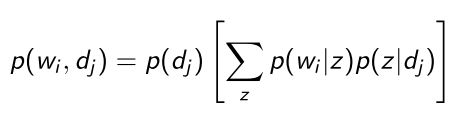 p(w_i, d_j) = p(d_j) [∑_z p(w_i|z)p(z|d_j)]